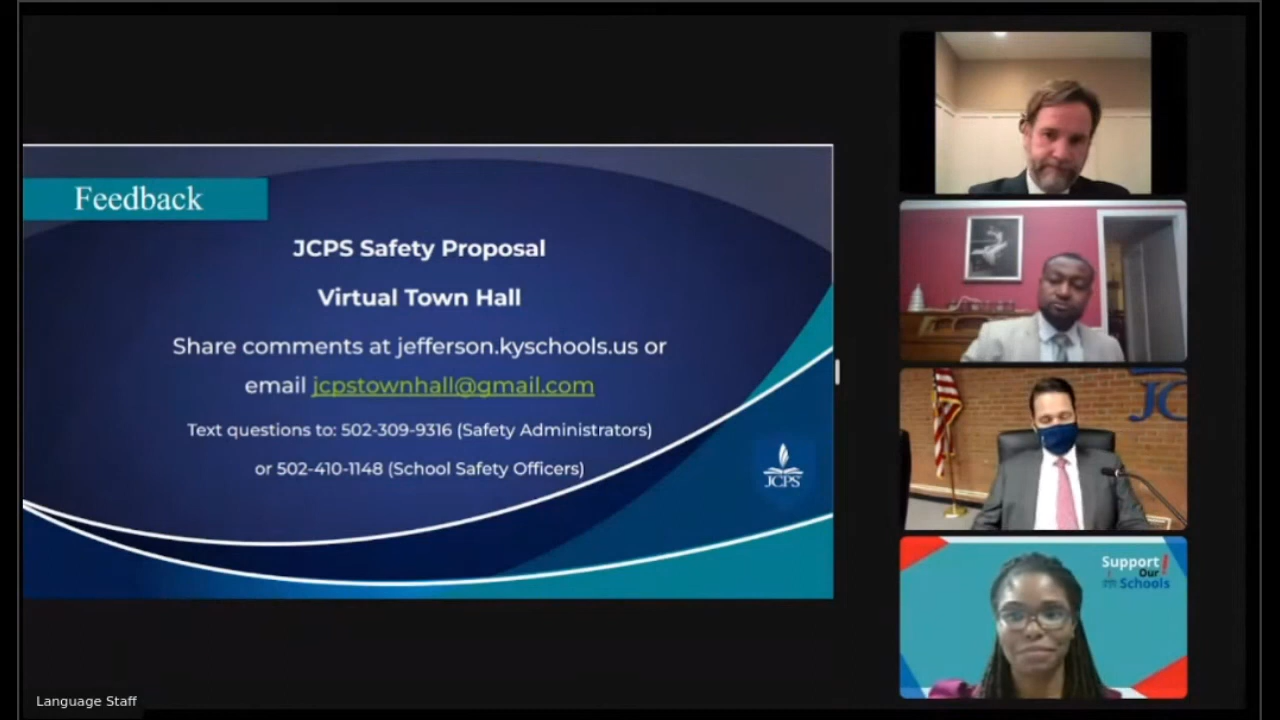 Feedback
JCPS Safety Proposal
Virtual Town Hall
Share comments at jefferson.kyschools.us or
email jcpstownhall@gmail.com
Text questions to: 502-309-9316 (Safety Administrators)
or 502-410-1148 (School Safety Officers)
JCPS
JC
Support
Our
Schools
Language Staff